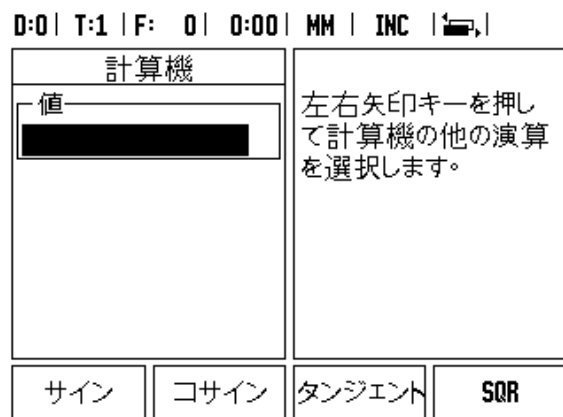 D:0| T:1 |F: 0| 0:00| MM | INC |
計算機
値
左右矢印キーを押し
て計算機の他の演算
を選択します。
サイン
コサイン
タンジェント
SQR